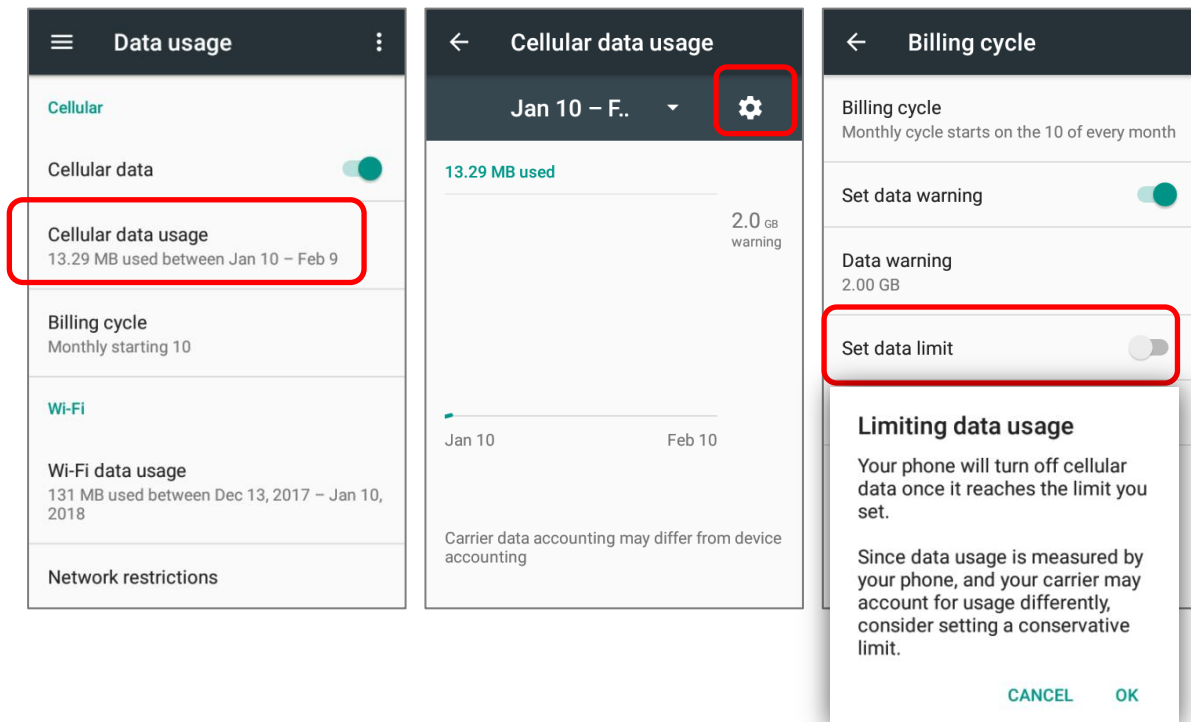 Data usage
Cellular
Cellular data
Cellular data usage
13.29 MB used between Jan 10 – Feb 9
Billing cycle
Monthly starting 10
Wi-Fi
Wi-Fi data usage
131 MB used between Dec 13, 2017 – Jan 10,
2018
Network restrictions
Cellular data usage
Jan 10 – F..
13.29 MB used
2.0 GB
warning
Jan 10
Feb 10
Carrier data accounting may differ from device
accounting
Billing cycle
Billing cycle
Monthly cycle starts on the 10 of every month
Set data warning
Data warning
2.00 GB
Set data limit
Limiting data usage
Your phone will turn off cellular
data once it reaches the limit you
set.
Since data usage is measured by
your phone, and your carrier may
account for usage differently,
consider setting a conservative
limit.
CANCEL
OK